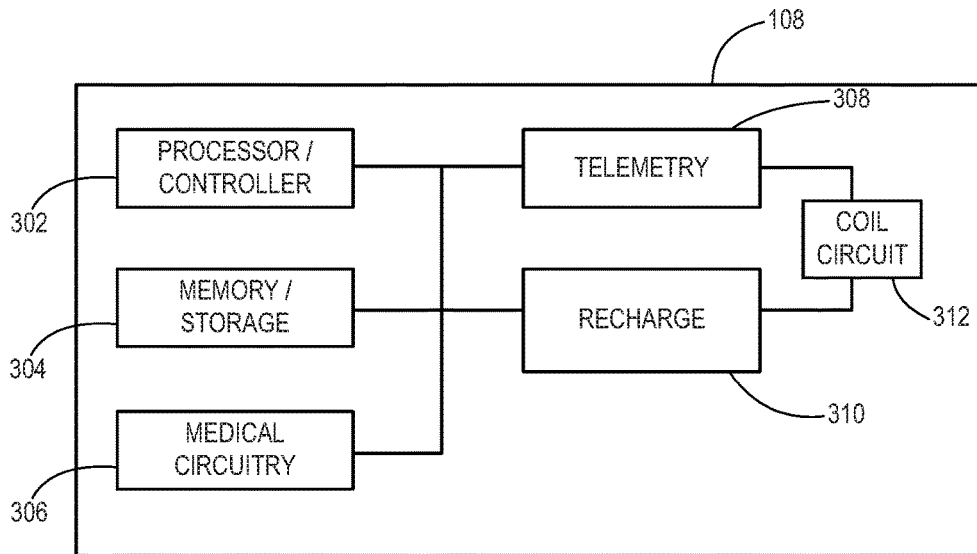 108
308
PROCESSOR /
CONTROLLER
TELEMETRY
302
COIL
CIRCUIT
MEMORY /
STORAGE
RECHARGE
312
304
310
MEDICAL
CIRCUITRY
306